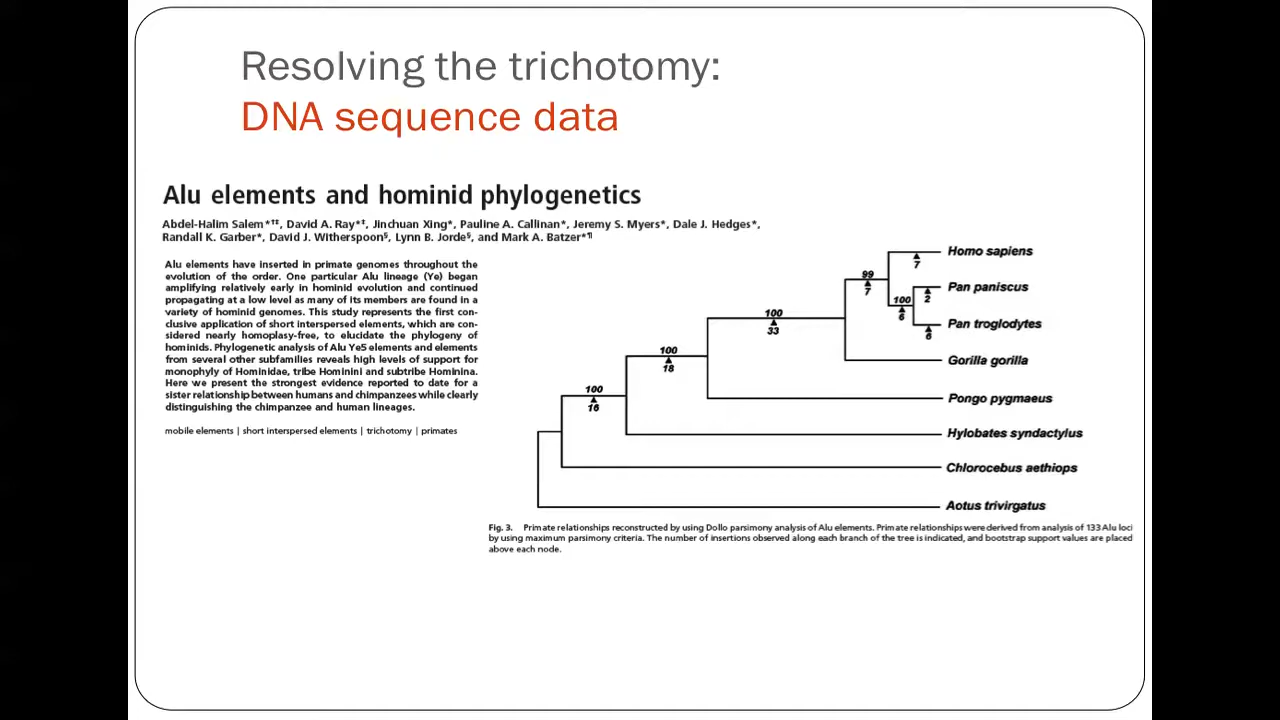 Resolving the trichotomy:
DNA sequence data
Alu elements and hominid phylogenetics
Abdel-Halim Salem*†‡, David A. Ray*‡, Jinchuan Xing*, Pauline A. Callinan*, Jeremy S. Myers*, Dale J. Hedges*,
Randall K. Garber*, David J. Witherspoon§, Lynn B. Jorde§, and Mark A. Batzer*¶
Alu elements have inserted in primate genomes throughout the
evolution of the order. One particular Alu lineage (Ye) began
amplifying relatively early in hominid evolution and continued
propagating at a low level as many of its members are found in a
variety of hominid genomes. This study represents the first con-
clusive application of short interspersed elements, which are con-
sidered nearly homoplasy-free, to elucidate the phylogeny of
hominids. Phylogenetic analysis of Alu Ye5 elements and elements
from several other subfamilies reveals high levels of support for
monophyly of Hominidae, tribe Hominini and subtribe Hominina.
Here we present the strongest evidence reported to date for a
sister relationship between humans and chimpanzees while clearly
distinguishing the chimpanzee and human lineages.
mobile elements | short interspersed elements | trichotomy | primates
Homo sapiens
7
99
7
Pan paniscus
2
100
6
Pan troglodytes
6
100
33
Gorilla gorilla
100
18
Pongo pygmaeus
100
16
Hylobates syndactylus
Chlorocebus aethiops
Aotus trivirgatus
Fig. 3. Primate relationships reconstructed by using Dollo parsimony analysis of Alu elements. Primate relationships were derived from analysis of 133 Alu loci
by using maximum parsimony criteria. The number of insertions observed along each branch of the tree is indicated, and bootstrap support values are placed
above each node.